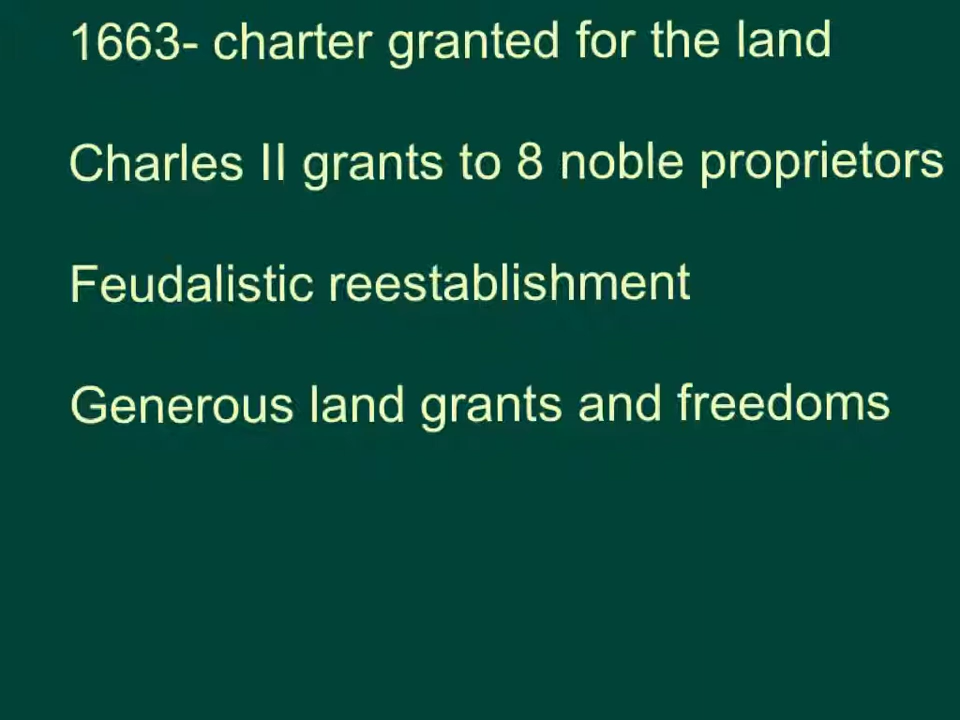 1663- charter granted for the land
Charles II grants to 8 noble proprietors
Feudalistic reestablishment
Generous land grants and freedoms